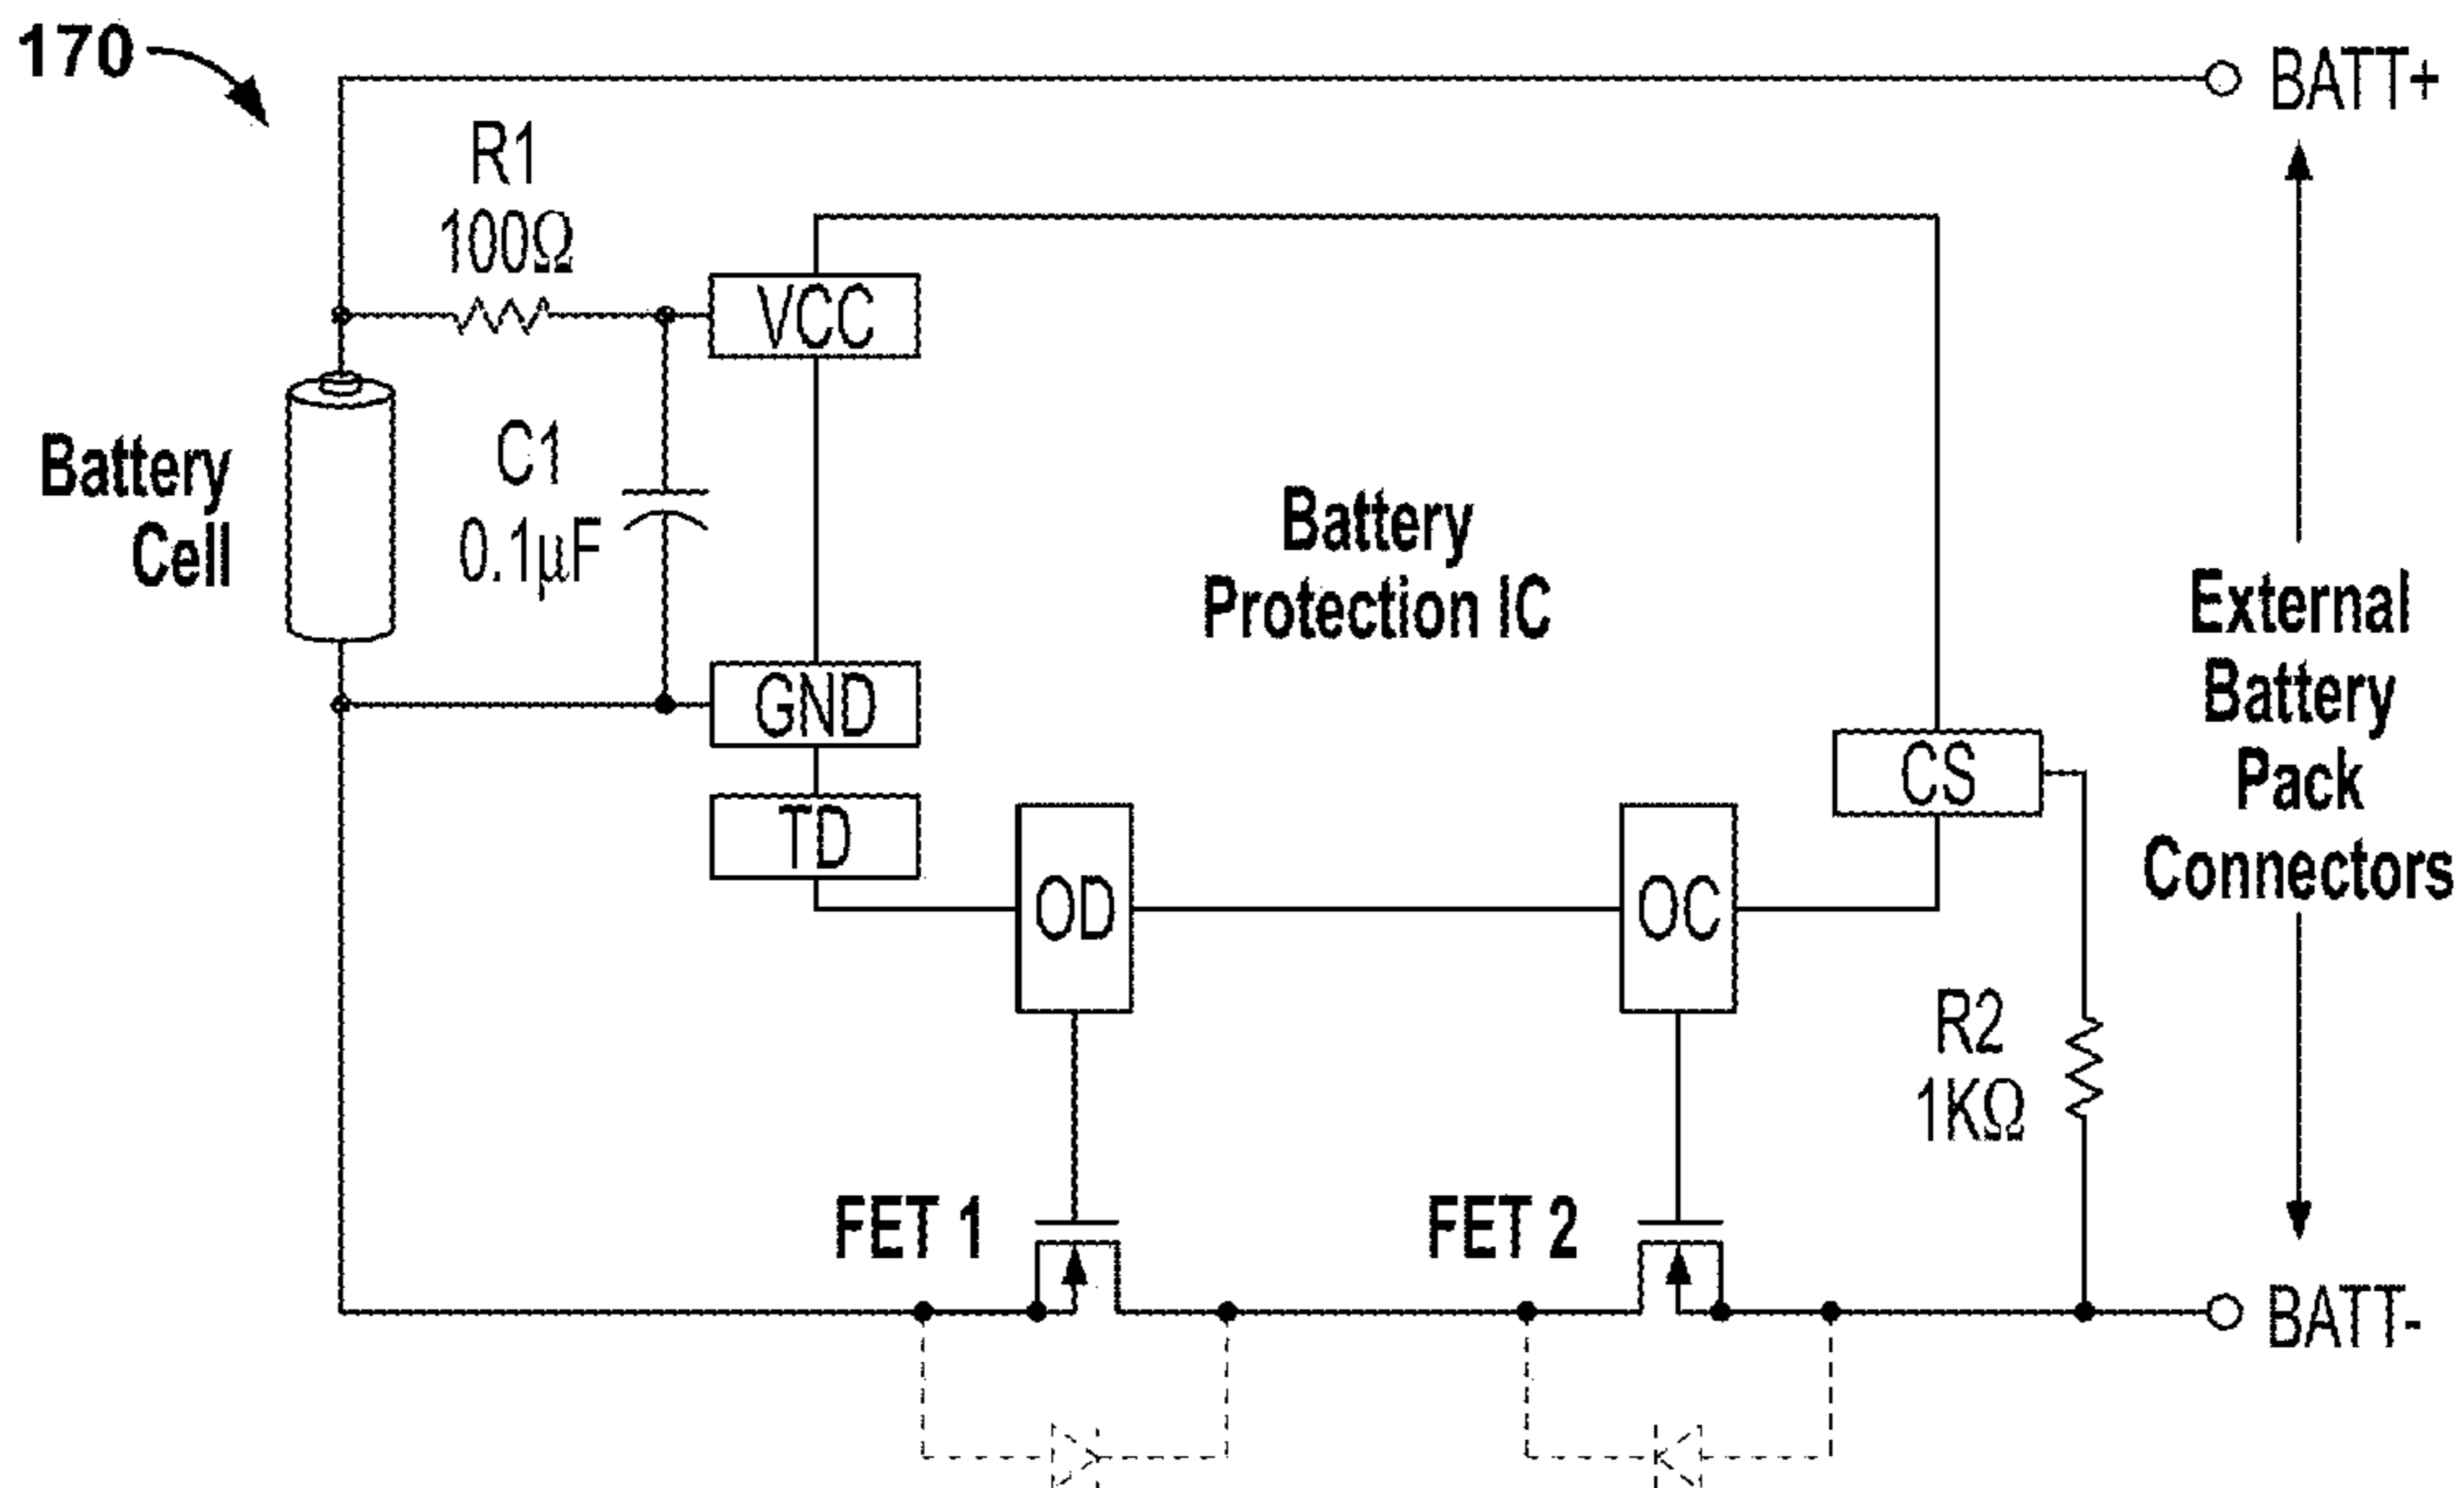 170
BATT+
R1
100Ω
VCC
Battery
Cell
C1
0.1µF
Battery
Protection IC
External
Battery
Pack
Connectors
GND
TD
CS
OD
OC
R2
1KΩ
FET 1
FET 2
BATT-